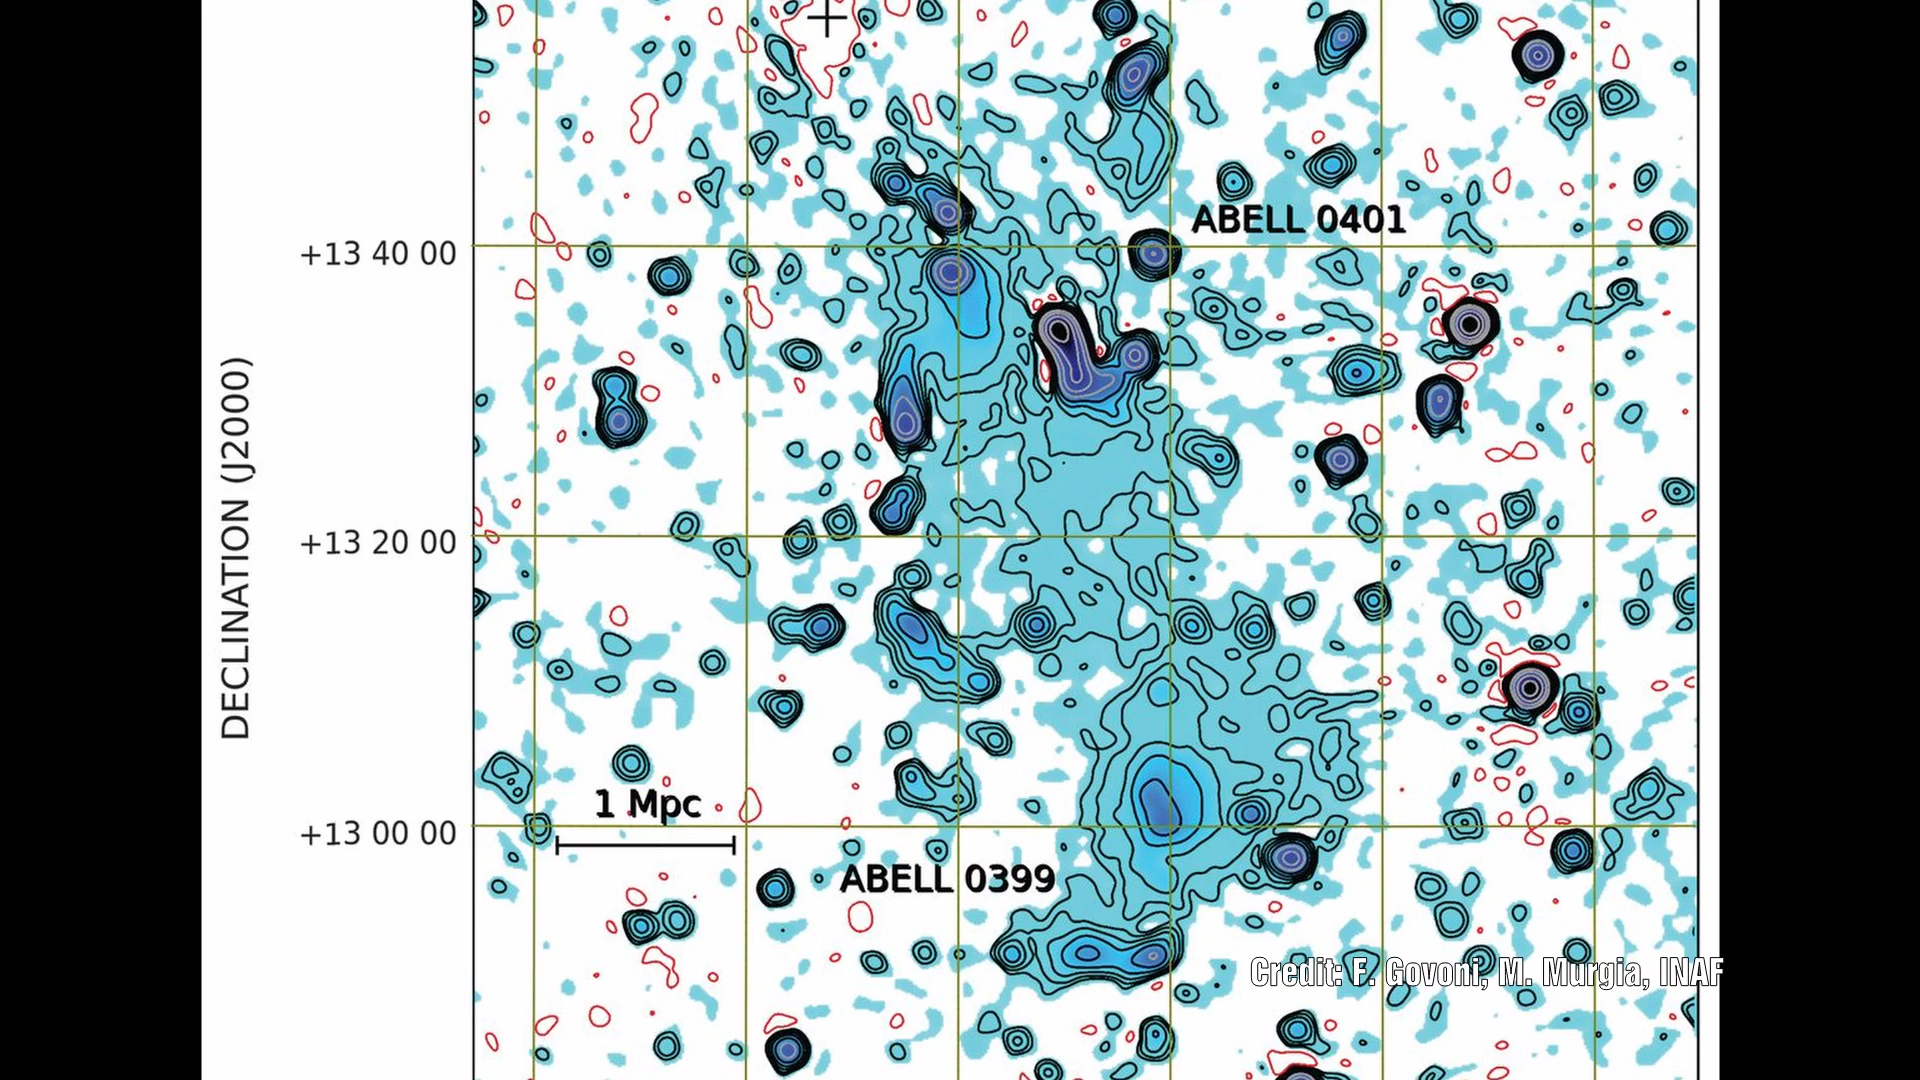 ABELL 0401
+13 40 00
DECLINATION (J2000)
+13 20 00
1 Mpc
+13 00 00
ABELL 0399
Credit: F. Govoni, M. Murgia, INAF